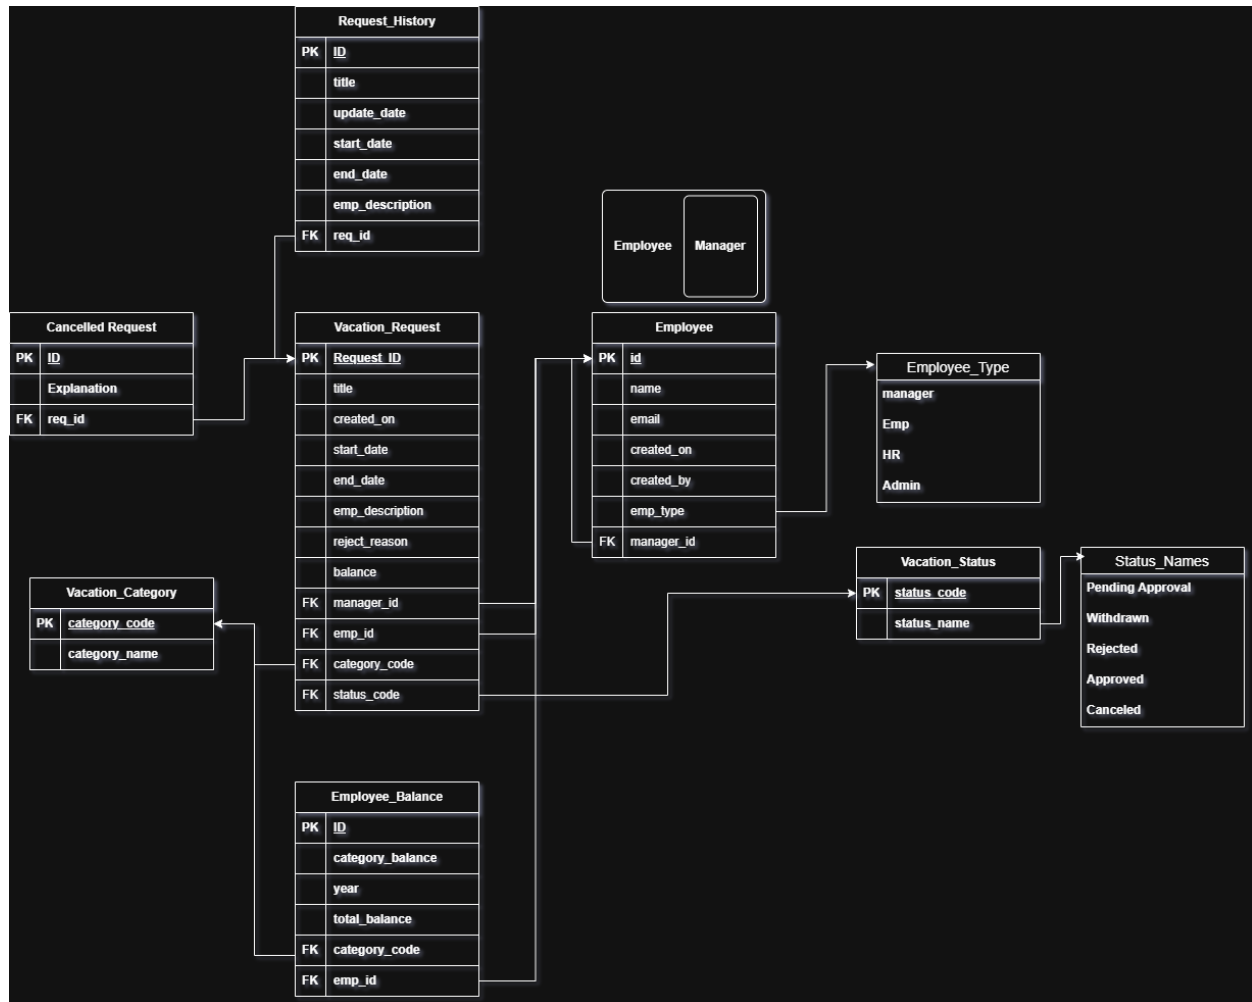 Request_History
PK ID
title
update_date
start_date
end_date
emp_description
FK req_id
Employee
Manager
Cancelled Request
PK ID
Explanation
FK req_id
Vacation_Request
PK Request_ID
title
created_on
start_date
end_date
emp_description
reject_reason
balance
FK manager_id
FK emp_id
FK category_code
FK status_code
Employee
PK id
name
email
created_on
created_by
emp_type
FK manager_id
Employee_Type
manager
Emp
HR
Admin
Vacation_Category
PK category_code
category_name
Vacation_Status
PK status_code
status_name
Status_Names
Pending Approval
Withdrawn
Rejected
Approved
Canceled
Employee_Balance
PK ID
category_balance
year
total_balance
FK category_code
FK emp_id